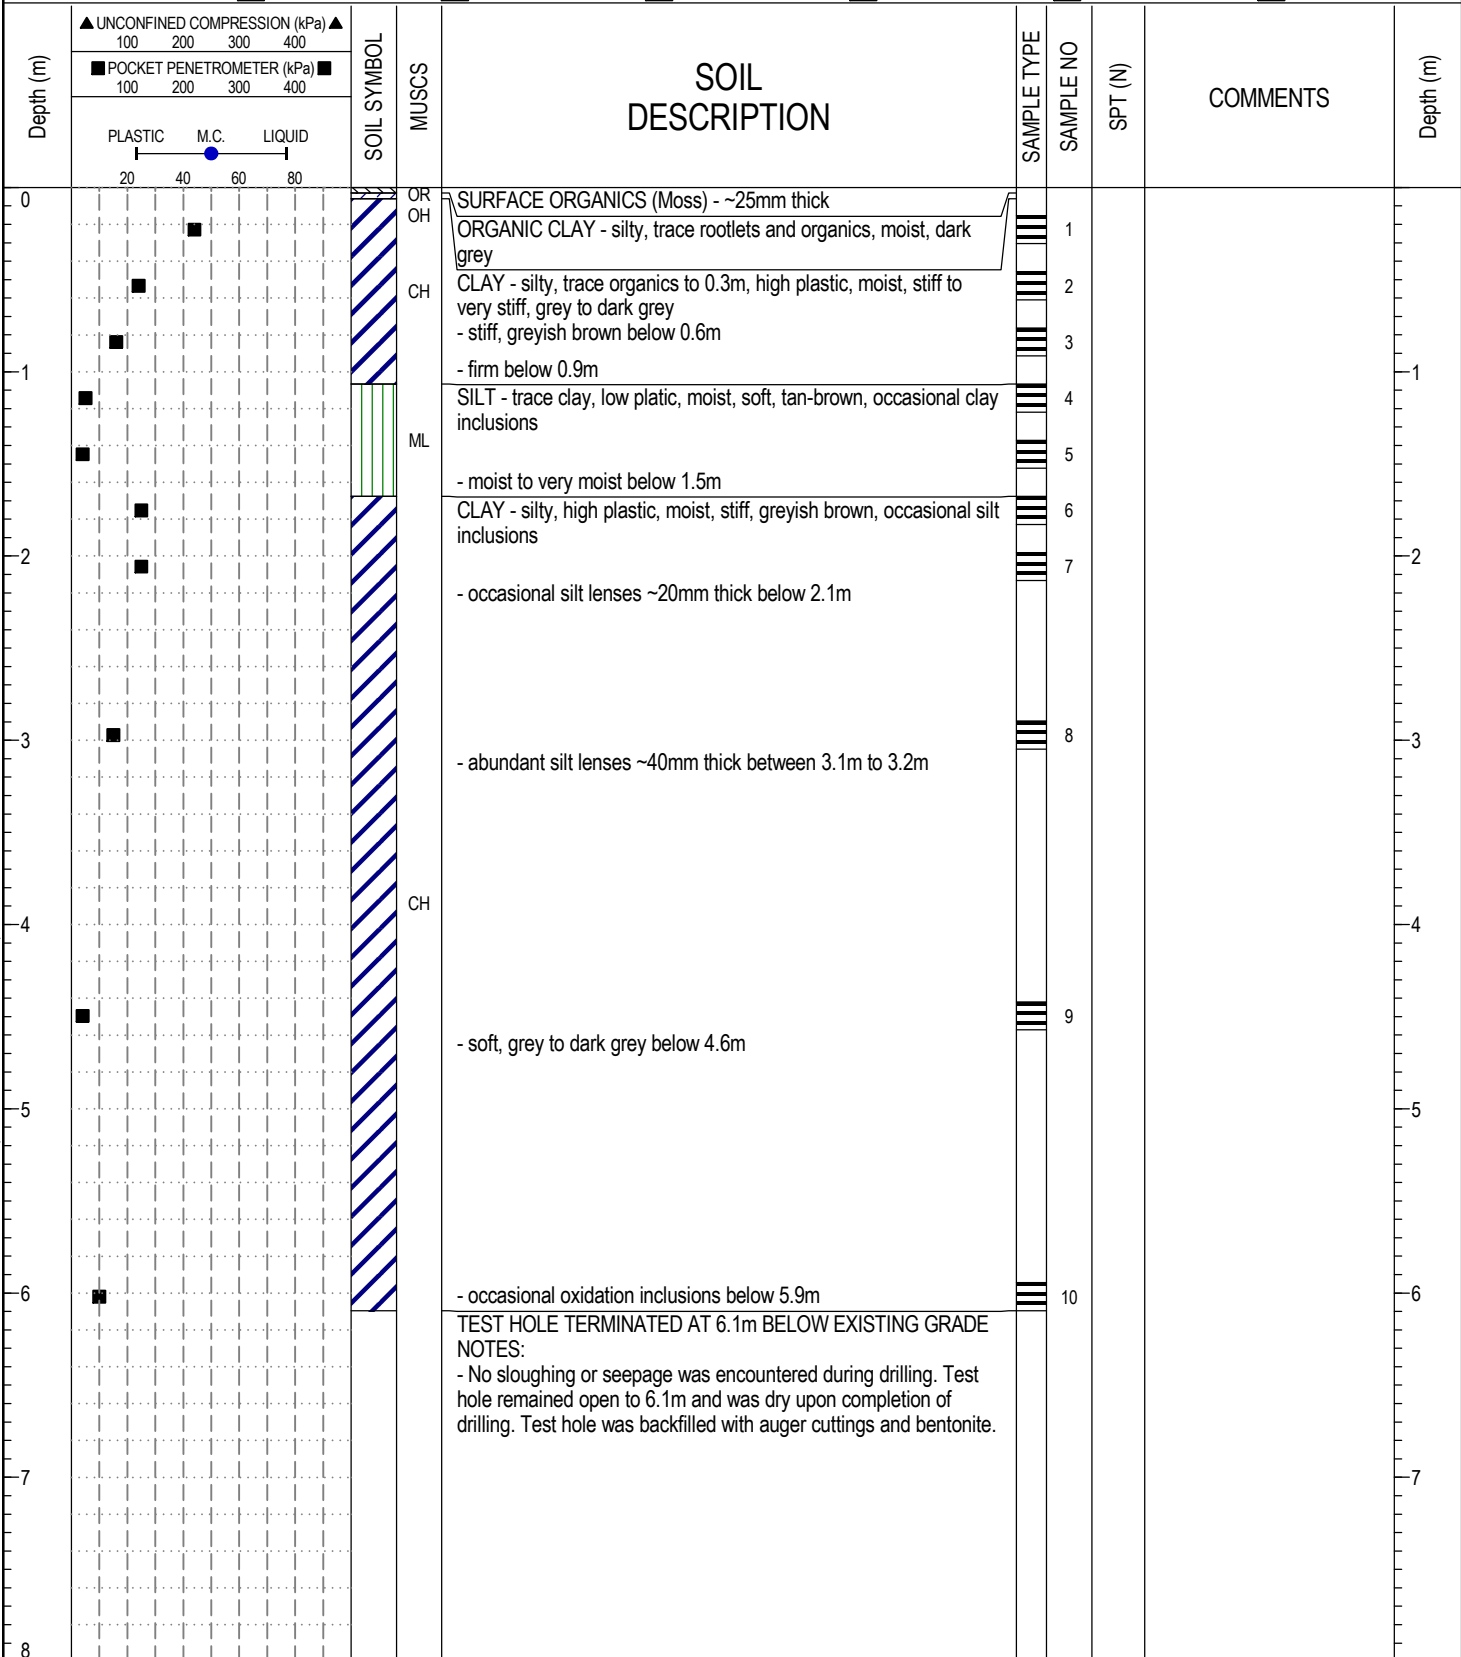 ▲ UNCONFINED COMPRESSION (kPa) ▲
100 200 300 400
■ POCKET PENETROMETER (kPa) ■
100 200 300 400
PLASTIC M.C. LIQUID
20 40 60 80
Depth (m)
SOIL SYMBOL
MUSCS
SOIL
DESCRIPTION
SAMPLE TYPE
SAMPLE NO
SPT (N)
COMMENTS
Depth (m)
0
OR
SURFACE ORGANICS (Moss) - ~25mm thick
OH
ORGANIC CLAY - silty, trace rootlets and organics, moist, dark
grey
1
CH
CLAY - silty, trace organics to 0.3m, high plastic, moist, stiff to
very stiff, grey to dark grey
2
- stiff, greyish brown below 0.6m
3
- firm below 0.9m
1
1
SILT - trace clay, low platic, moist, soft, tan-brown, occasional clay
inclusions
4
ML
5
- moist to very moist below 1.5m
CLAY - silty, high plastic, moist, stiff, greyish brown, occasional silt
inclusions
6
2
7
2
- occasional silt lenses ~20mm thick below 2.1m
3
8
3
- abundant silt lenses ~40mm thick between 3.1m to 3.2m
CH
4
4
9
- soft, grey to dark grey below 4.6m
5
5
6
- occasional oxidation inclusions below 5.9m
10
6
TEST HOLE TERMINATED AT 6.1m BELOW EXISTING GRADE
NOTES:
- No sloughing or seepage was encountered during drilling. Test
hole remained open to 6.1m and was dry upon completion of
drilling. Test hole was backfilled with auger cuttings and bentonite.
7
7
8